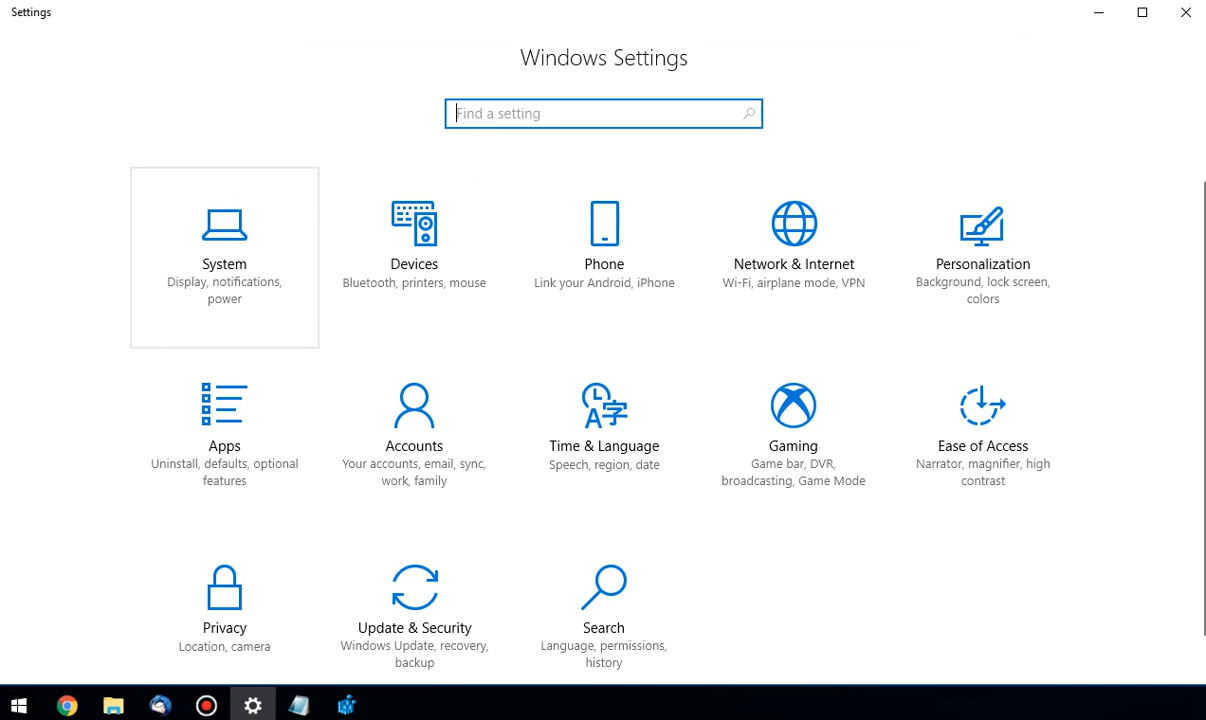 Settings
Windows Settings
Find a setting
System
Display, notifications,
power
Devices
Bluetooth, printers, mouse
Phone
Link your Android, iPhone
Network & Internet
Wi-Fi, airplane mode, VPN
Personalization
Background, lock screen,
colors
Apps
Uninstall, defaults, optional
features
Accounts
Your accounts, email, sync,
work, family
Time & Language
Speech, region, date
Gaming
Game bar, DVR,
broadcasting, Game Mode
Ease of Access
Narrator, magnifier, high
contrast
Privacy
Location, camera
Update & Security
Windows Update, recovery,
backup
Search
Language, permissions,
history